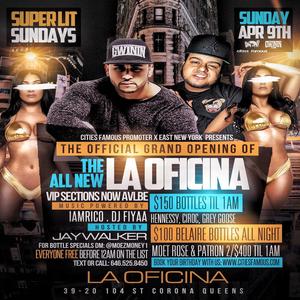 SUPER LIT
SUNDAYS
SUNDAY
APR 9TH
GWININ
CITIES FAMOUS PROMOTER X EAST NEW YORK PRESENTS
THE OFFICIAL GRAND OPENING OF
THE
ALL NEW
LA OFICINA
VIP SECTIONS NOW AVLBE
MUSIC POWERED BY
IAMRICO . DJ FIYAA
HOSTED BY
JAYWALKER
FOR BOTTLE SPECIALS DM: @MOEZMONEY1
EVERYONE FREE BEFORE 12AM ON THE LIST
TEXT OR CALL: 646.525.8450
$150 BOTTLES TIL 1AM
HENNESSY, CIROC, GREY GOOSE
$100 BELAIRE BOTTLES ALL NIGHT
MOET ROSE & PATRON 2/$400 TIL 1AM
BOOK YOUR BIRTHDAY WITH US: WWW.CITIESFAMOUS.COM
LA OFICINA
39-20 104 ST CORONA QUEENS